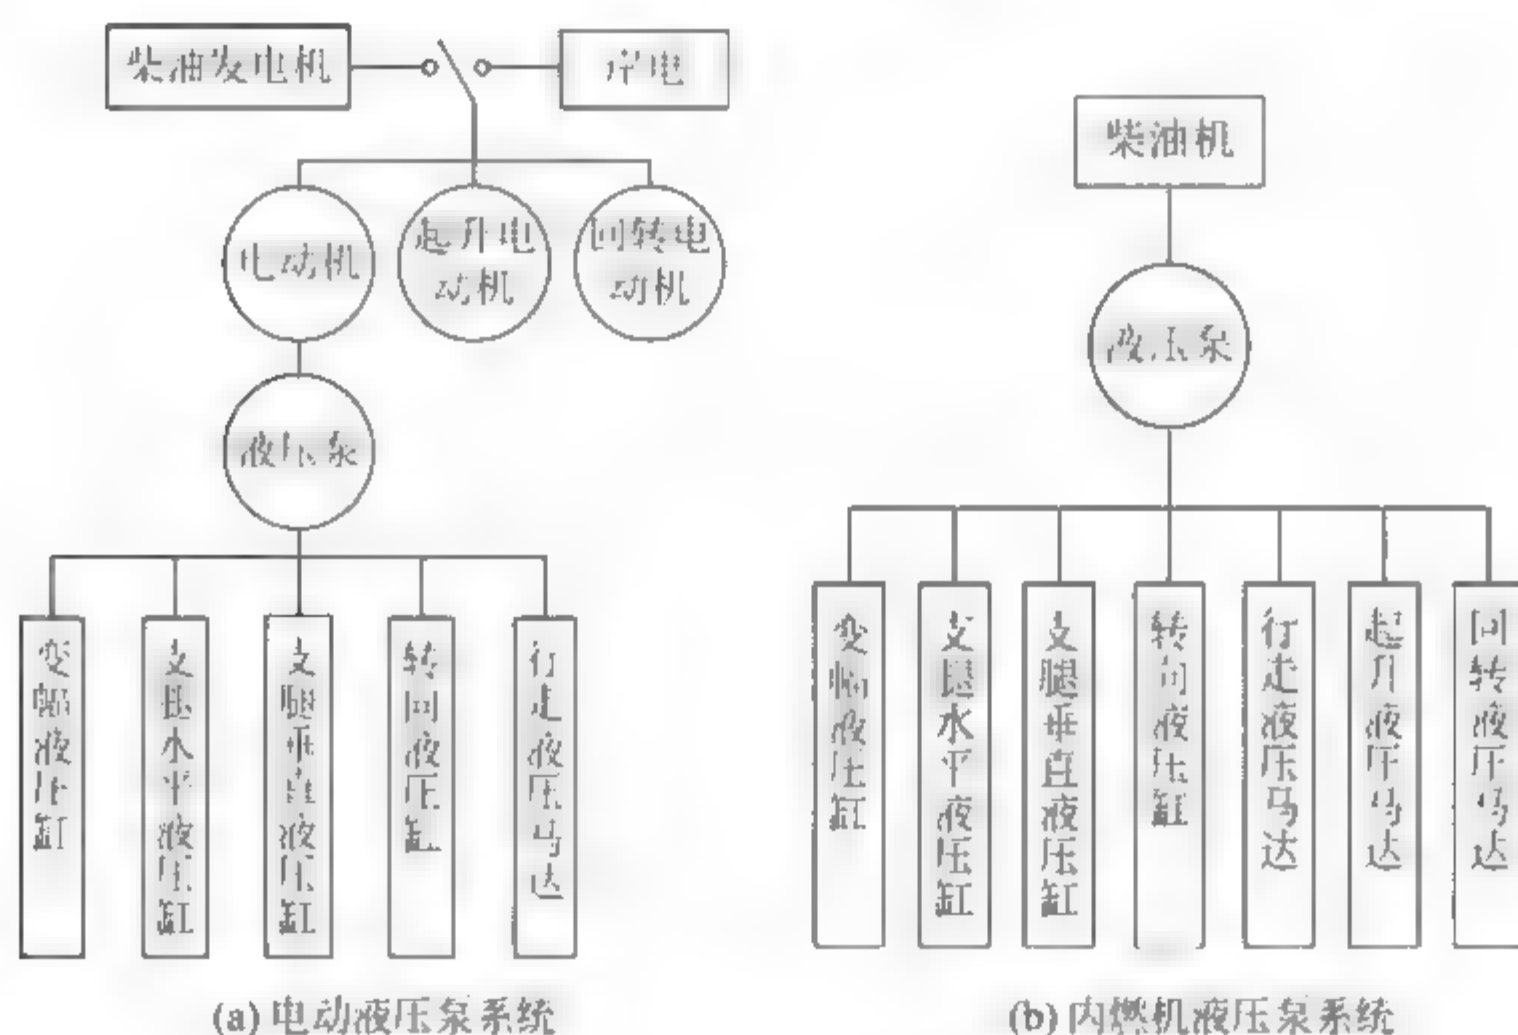 柴油发电机
岸电
电动机
起升电
动机
回转电
动机
液压泵
变幅液压缸
支腿水平液压缸
支腿垂直液压缸
转向液压缸
行走液压马达
(a) 电动液压泵系统
柴油机
液压泵
变幅液压缸
支腿水平液压缸
支腿垂直液压缸
转向液压缸
行走液压马达
起升液压马达
回转液压马达
(b) 内燃机液压泵系统